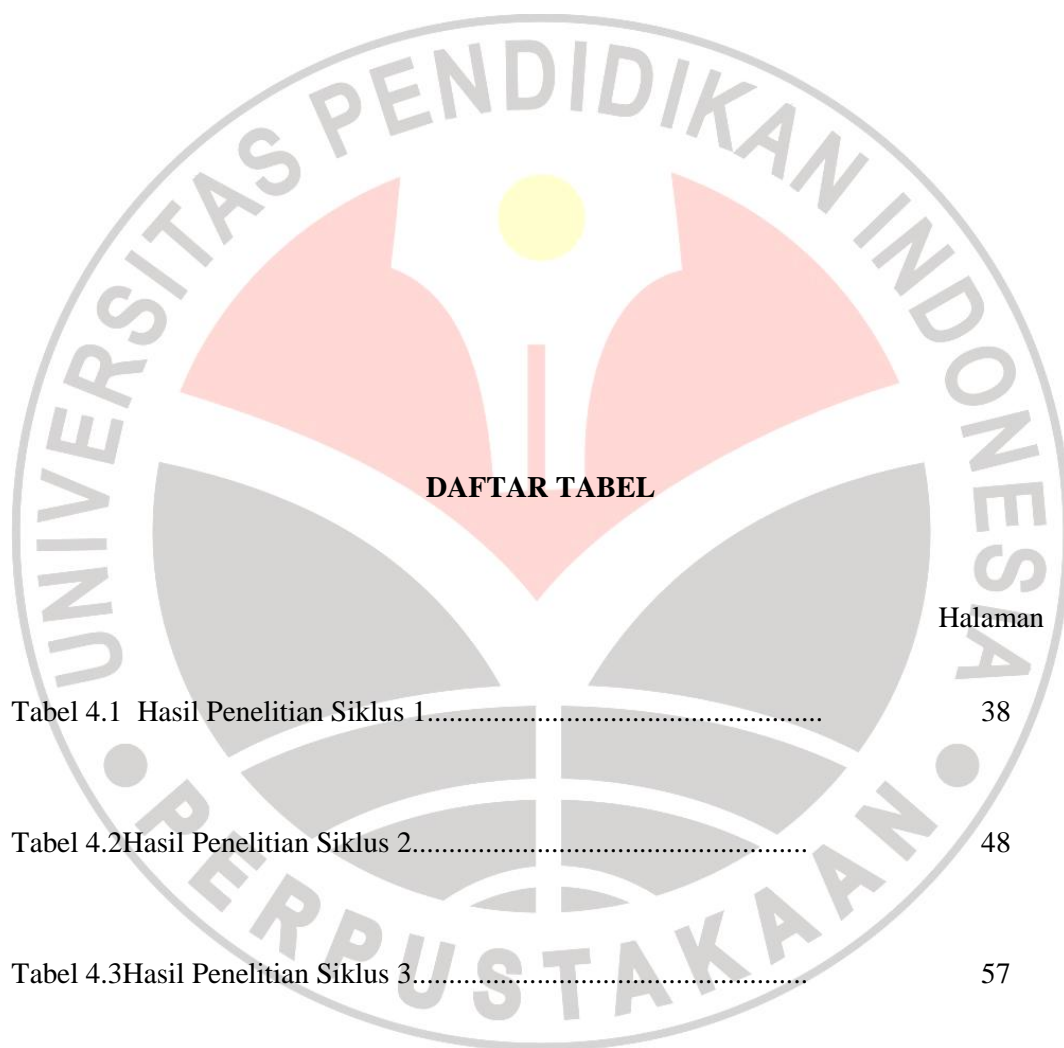 UNIVERSITAS PENDIDIKAN INDONESIA
PERPUSTAKAAN
DAFTAR TABEL
Halaman
Tabel 4.1 Hasil Penelitian Siklus 1..................................................... 38
Tabel 4.2Hasil Penelitian Siklus 2..................................................... 48
Tabel 4.3Hasil Penelitian Siklus 3..................................................... 57